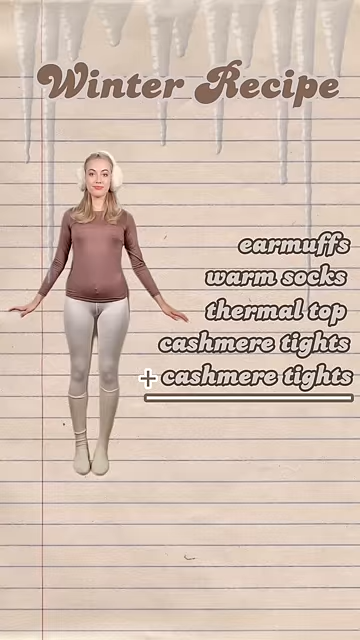 Winter Recipe
earmuffs
warm socks
thermal top
cashmere tights
+ cashmere tights